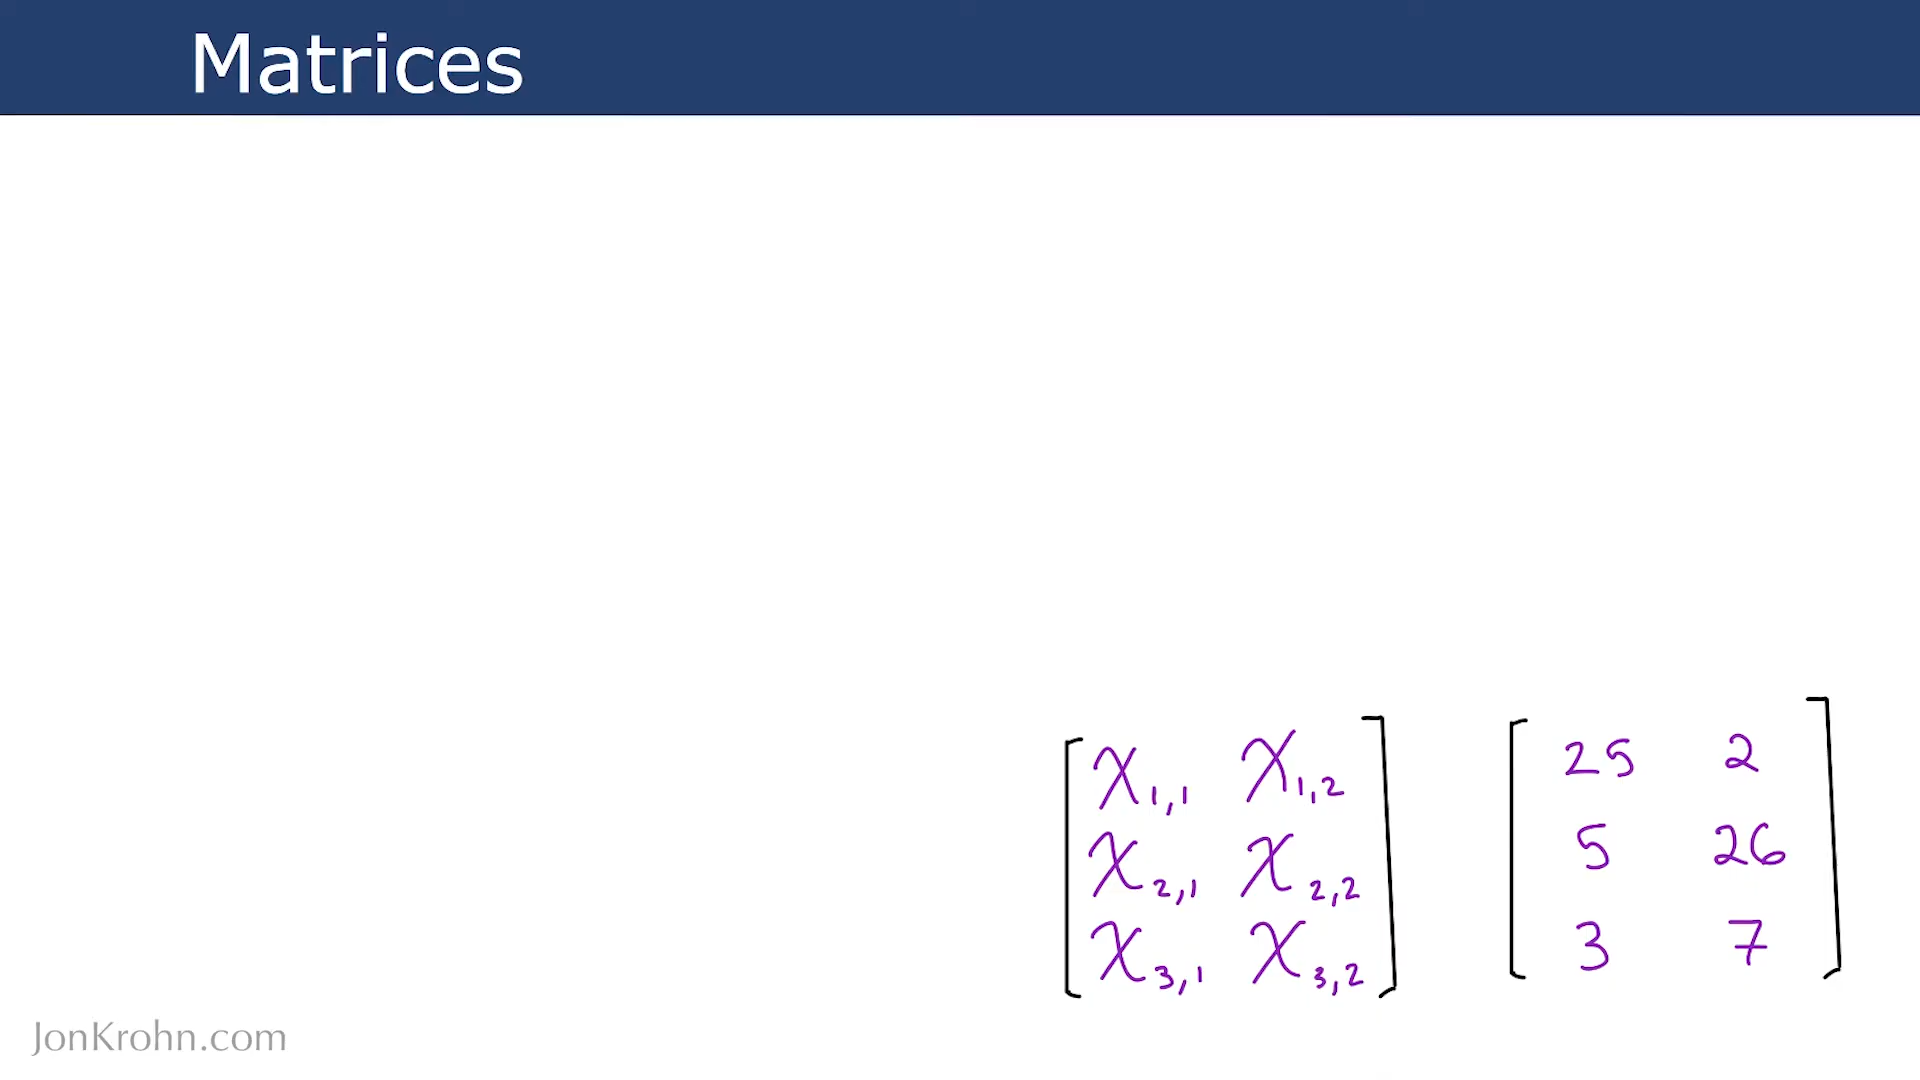 Matrices
x1,1 x1,2 25 2
x2,1 x2,2 5 26
x3,1 x3,2 3 7
JonKrohn.com